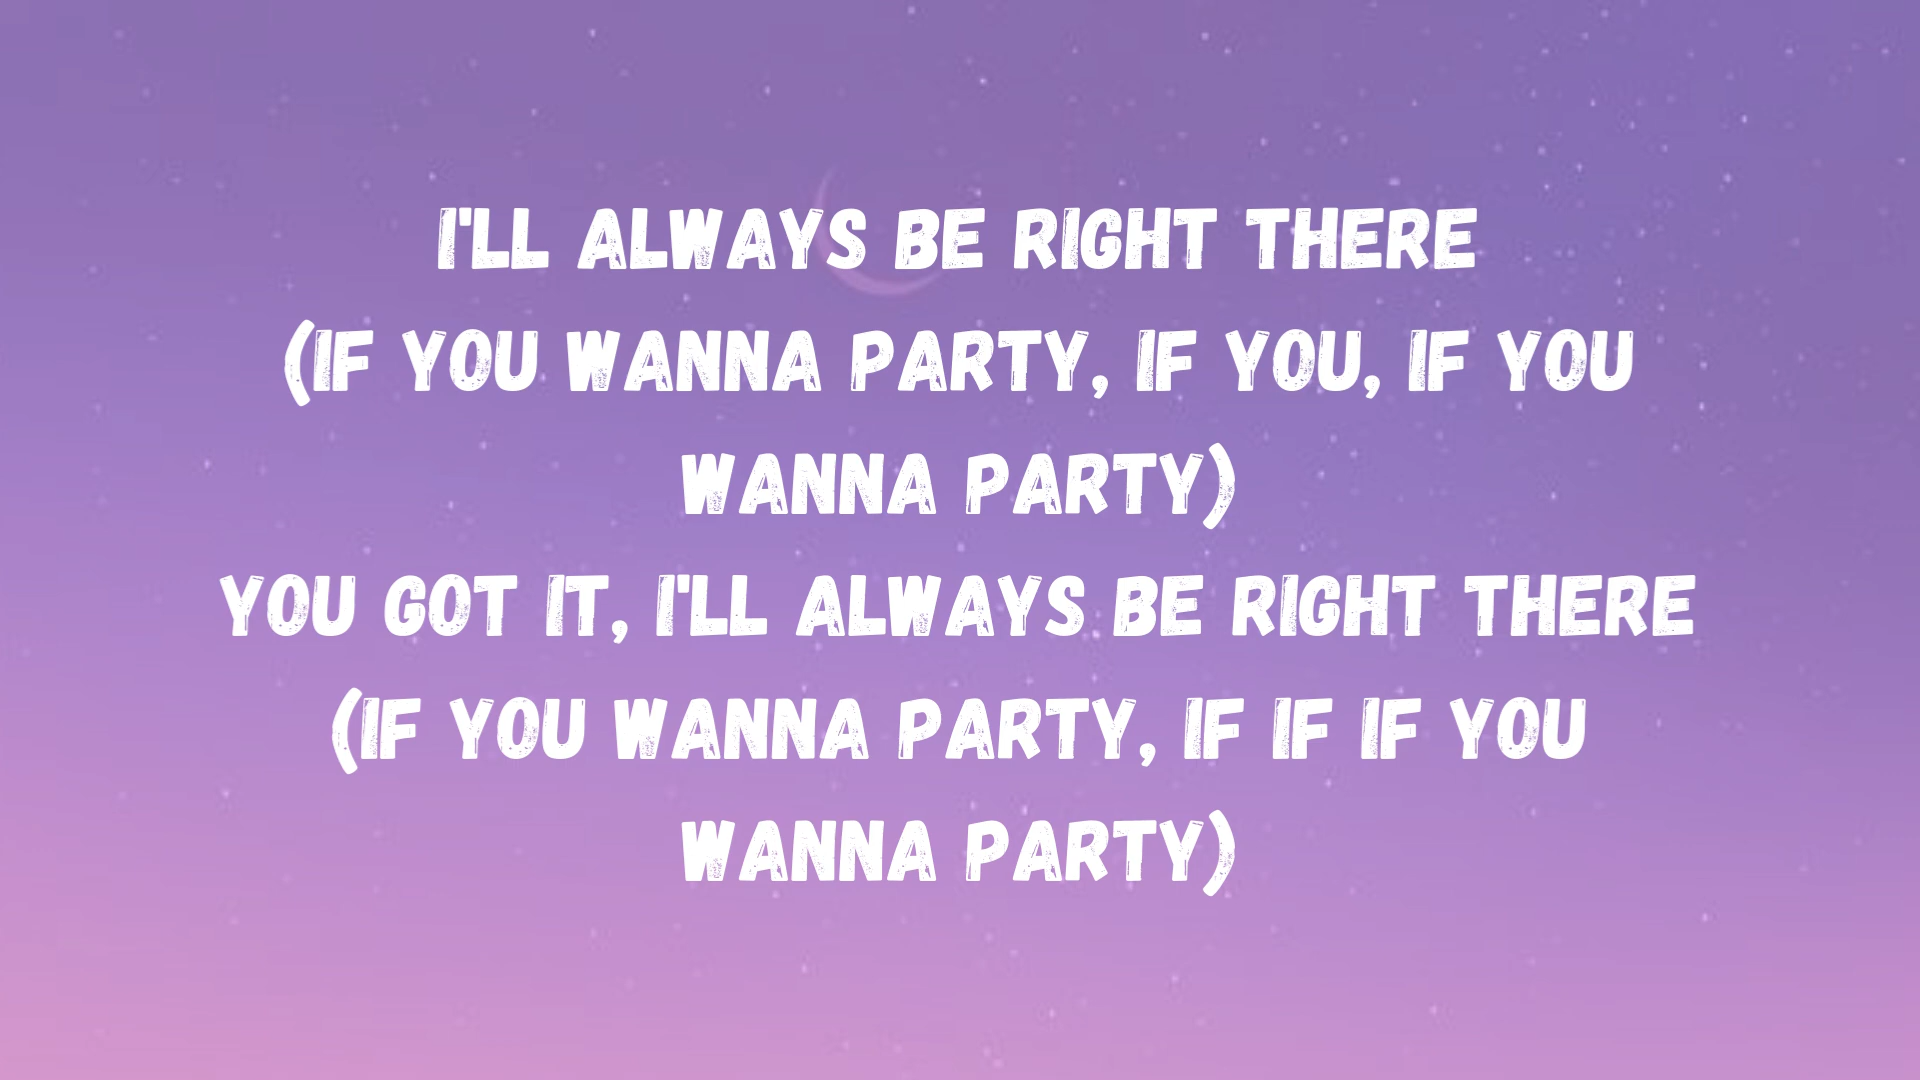 I'LL ALWAYS BE RIGHT THERE
(IF YOU WANNA PARTY, IF YOU, IF YOU
WANNA PARTY)
YOU GOT IT, I'LL ALWAYS BE RIGHT THERE
(IF YOU WANNA PARTY, IF IF IF YOU
WANNA PARTY)